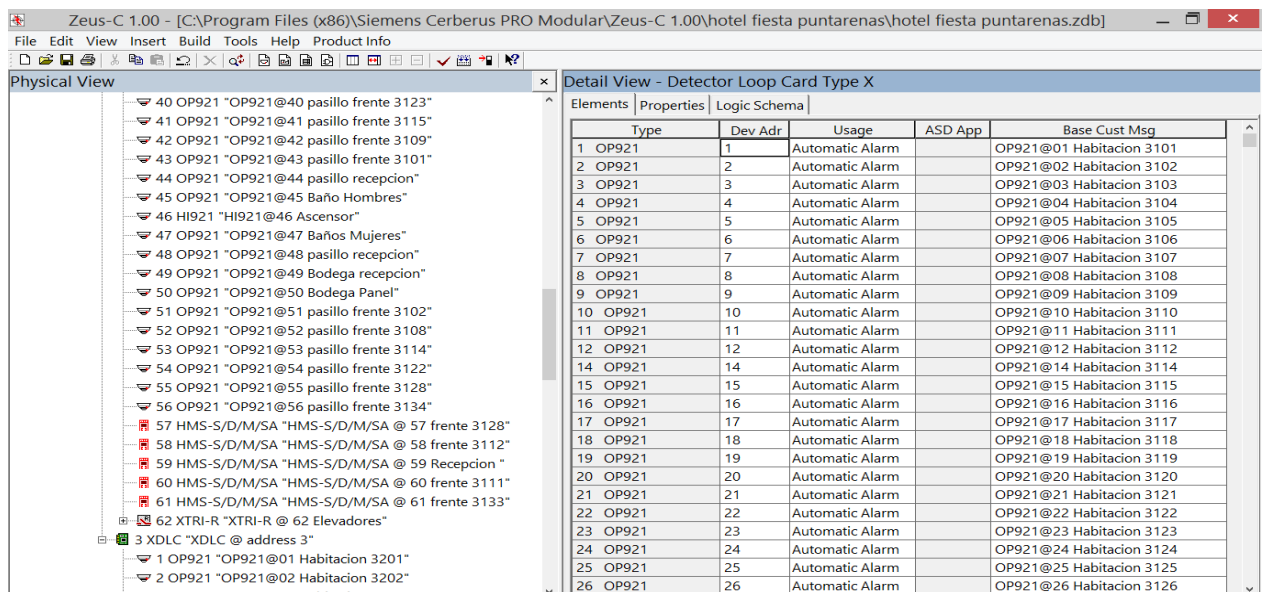 Zeus-C 1.00 - [C:\Program Files (x86)\Siemens Cerberus PRO Modular\Zeus-C 1.00\hotel fiesta puntarenas\hotel fiesta puntarenas.zdb]
File Edit View Insert Build Tools Help Product Info
Physical View
40 OP921 "OP921@40 pasillo frente 3123"
41 OP921 "OP921@41 pasillo frente 3115"
42 OP921 "OP921@42 pasillo frente 3109"
43 OP921 "OP921@43 pasillo frente 3101"
44 OP921 "OP921@44 pasillo recepcion"
45 OP921 "OP921@45 Baño Hombres"
46 HI921 "HI921@46 Ascensor"
47 OP921 "OP921@47 Baños Mujeres"
48 OP921 "OP921@48 pasillo recepcion"
49 OP921 "OP921@49 Bodega recepcion"
50 OP921 "OP921@50 Bodega Panel"
51 OP921 "OP921@51 pasillo frente 3102"
52 OP921 "OP921@52 pasillo frente 3108"
53 OP921 "OP921@53 pasillo frente 3114"
54 OP921 "OP921@54 pasillo frente 3122"
55 OP921 "OP921@55 pasillo frente 3128"
56 OP921 "OP921@56 pasillo frente 3134"
57 HMS-S/D/M/SA "HMS-S/D/M/SA @ 57 frente 3128"
58 HMS-S/D/M/SA "HMS-S/D/M/SA @ 58 frente 3112"
59 HMS-S/D/M/SA "HMS-S/D/M/SA @ 59 Recepcion "
60 HMS-S/D/M/SA "HMS-S/D/M/SA @ 60 frente 3111"
61 HMS-S/D/M/SA "HMS-S/D/M/SA @ 61 frente 3133"
62 XTRI-R "XTRI-R @ 62 Elevadores"
3 XDLC "XDLC @ address 3"
1 OP921 "OP921@01 Habitacion 3201"
2 OP921 "OP921@02 Habitacion 3202"
Detail View - Detector Loop Card Type X
Elements Properties Logic Schema
Type Dev Adr Usage ASD App Base Cust Msg
1 OP921 1 Automatic Alarm OP921@01 Habitacion 3101
2 OP921 2 Automatic Alarm OP921@02 Habitacion 3102
3 OP921 3 Automatic Alarm OP921@03 Habitacion 3103
4 OP921 4 Automatic Alarm OP921@04 Habitacion 3104
5 OP921 5 Automatic Alarm OP921@05 Habitacion 3105
6 OP921 6 Automatic Alarm OP921@06 Habitacion 3106
7 OP921 7 Automatic Alarm OP921@07 Habitacion 3107
8 OP921 8 Automatic Alarm OP921@08 Habitacion 3108
9 OP921 9 Automatic Alarm OP921@09 Habitacion 3109
10 OP921 10 Automatic Alarm OP921@10 Habitacion 3110
11 OP921 11 Automatic Alarm OP921@11 Habitacion 3111
12 OP921 12 Automatic Alarm OP921@12 Habitacion 3112
14 OP921 14 Automatic Alarm OP921@14 Habitacion 3114
15 OP921 15 Automatic Alarm OP921@15 Habitacion 3115
16 OP921 16 Automatic Alarm OP921@16 Habitacion 3116
17 OP921 17 Automatic Alarm OP921@17 Habitacion 3117
18 OP921 18 Automatic Alarm OP921@18 Habitacion 3118
19 OP921 19 Automatic Alarm OP921@19 Habitacion 3119
20 OP921 20 Automatic Alarm OP921@20 Habitacion 3120
21 OP921 21 Automatic Alarm OP921@21 Habitacion 3121
22 OP921 22 Automatic Alarm OP921@22 Habitacion 3122
23 OP921 23 Automatic Alarm OP921@23 Habitacion 3123
24 OP921 24 Automatic Alarm OP921@24 Habitacion 3124
25 OP921 25 Automatic Alarm OP921@25 Habitacion 3125
26 OP921 26 Automatic Alarm OP921@26 Habitacion 3126